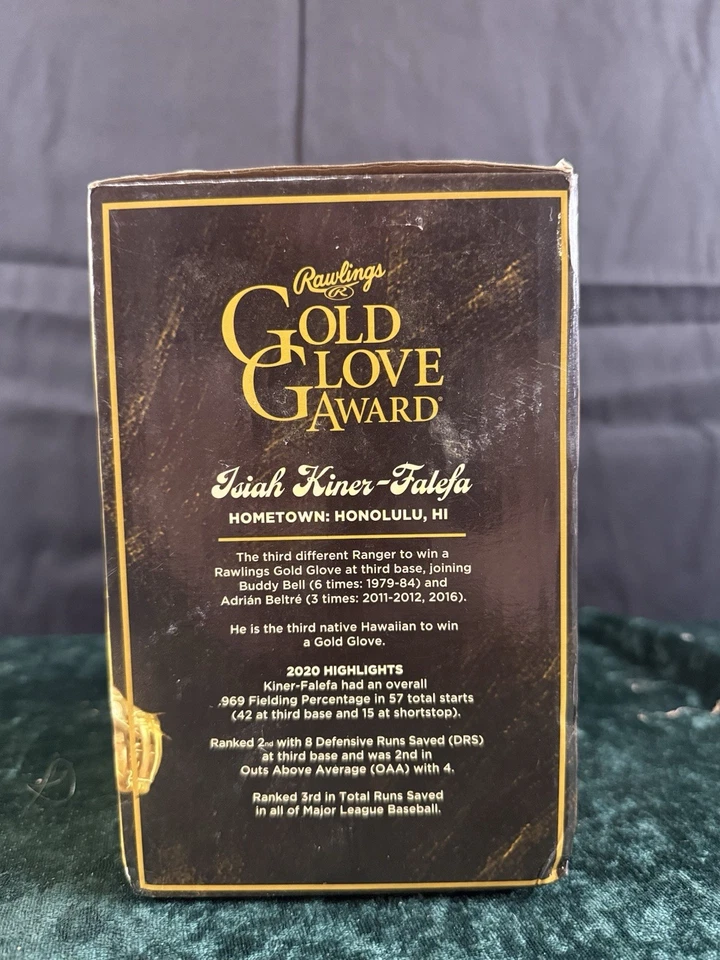 Rawlings
R
GOLD
GLOVE
AWARD®
Isiah Kiner-Falefa
HOMETOWN: HONOLULU, HI
The third different Ranger to win a
Rawlings Gold Glove at third base, joining
Buddy Bell (6 times: 1979-84) and
Adrián Beltré (3 times: 2011-2012, 2016).
He is the third native Hawaiian to win
a Gold Glove.
2020 HIGHLIGHTS
Kiner-Falefa had an overall
.969 Fielding Percentage in 57 total starts
(42 at third base and 15 at shortstop).
Ranked 2nd with 8 Defensive Runs Saved (DRS)
at third base and was 2nd in
Outs Above Average (OAA) with 4.
Ranked 3rd in Total Runs Saved
in all of Major League Baseball.